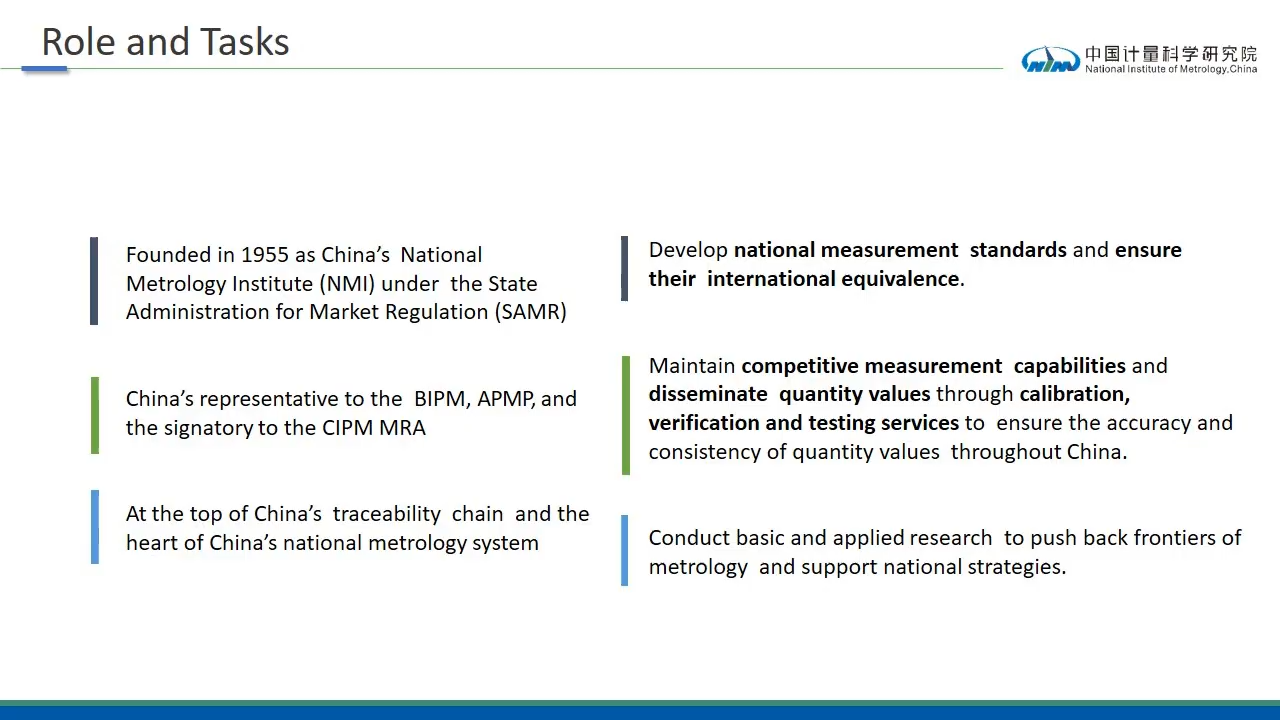 Role and Tasks
NIM
中国计量科学研究院
National Institute of Metrology,China
Founded in 1955 as China’s National
Metrology Institute (NMI) under the State
Administration for Market Regulation (SAMR)
China’s representative to the BIPM, APMP, and
the signatory to the CIPM MRA
At the top of China’s traceability chain and the
heart of China’s national metrology system
Develop national measurement standards and ensure
their international equivalence.
Maintain competitive measurement capabilities and
disseminate quantity values through calibration,
verification and testing services to ensure the accuracy and
consistency of quantity values throughout China.
Conduct basic and applied research to push back frontiers of
metrology and support national strategies.